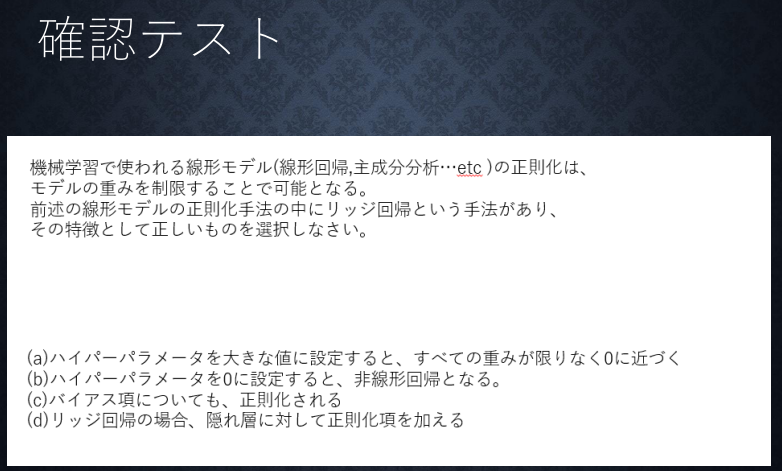 確認テスト
機械学習で使われる線形モデル(線形回帰,主成分分析…etc )の正則化は、
モデルの重みを制限することで可能となる。
前述の線形モデルの正則化手法の中にリッジ回帰という手法があり、
その特徴として正しいものを選択しなさい。
(a)ハイパーパラメータを大きな値に設定すると、すべての重みが限りなく0に近づく
(b)ハイパーパラメータを0に設定すると、非線形回帰となる。
(c)バイアス項についても、正則化される
(d)リッジ回帰の場合、隠れ層に対して正則化項を加える